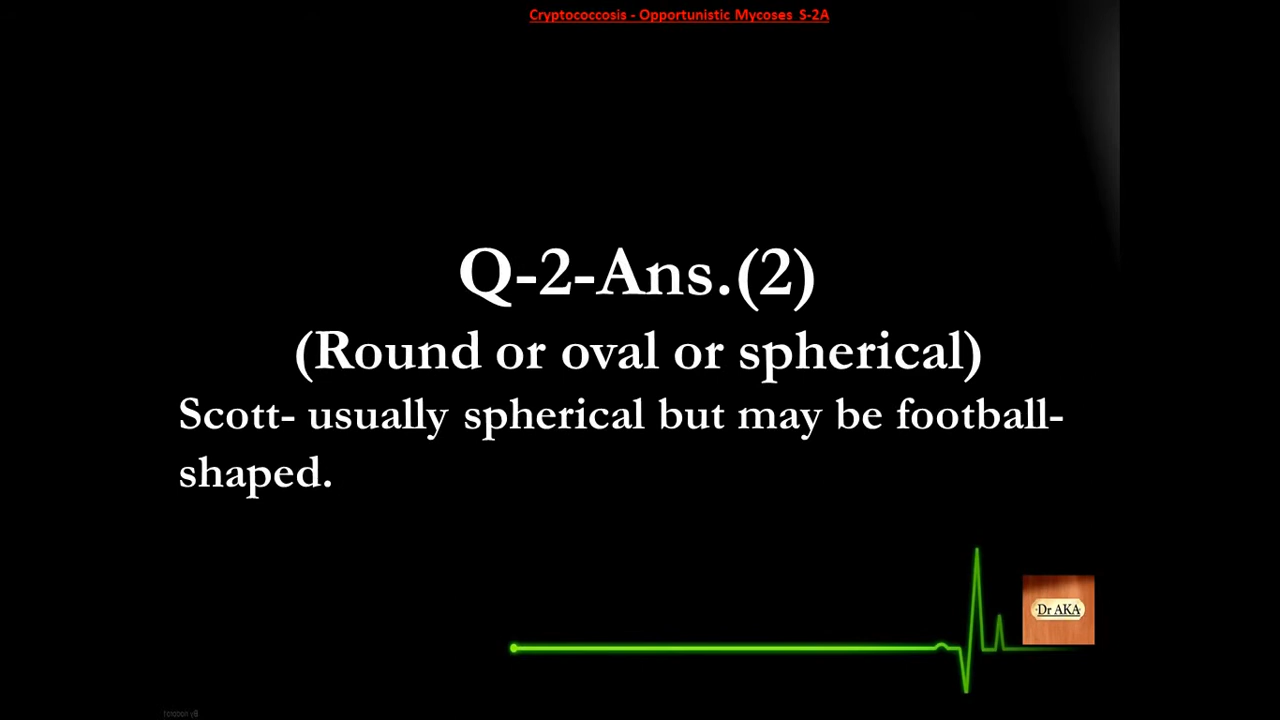 Cryptococcosis - Opportunistic Mycoses S-2A
Q-2-Ans.(2)
(Round or oval or spherical)
Scott- usually spherical but may be football-
shaped.
Dr AKA